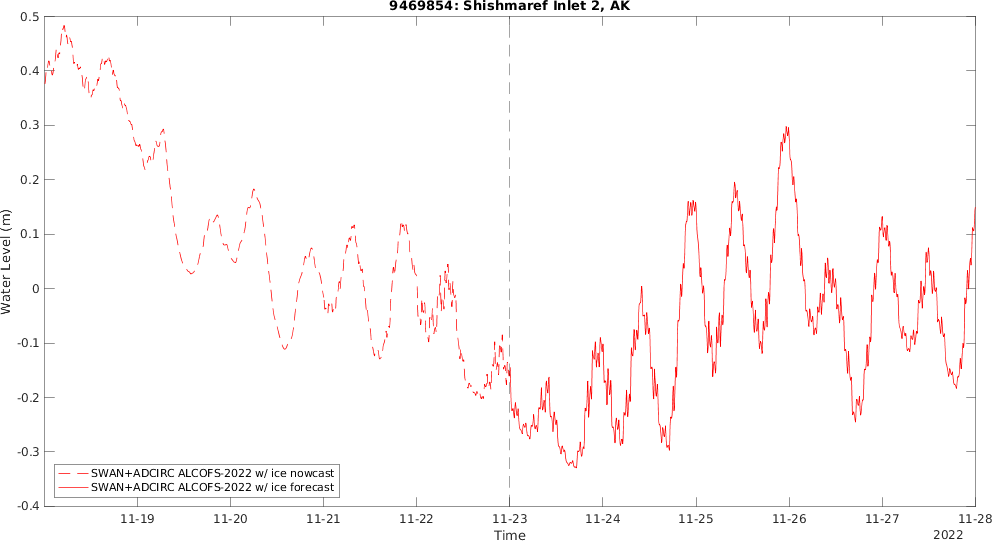 9469854: Shishmaref Inlet 2, AK
0.5
0.4
0.3
0.2
0.1
0
-0.1
-0.2
-0.3
-0.4
Water Level (m)
SWAN+ADCIRC ALCOFS-2022 w/ ice nowcast
SWAN+ADCIRC ALCOFS-2022 w/ ice forecast
11-19 11-20 11-21 11-22 11-23 11-24 11-25 11-26 11-27 11-28
Time
2022